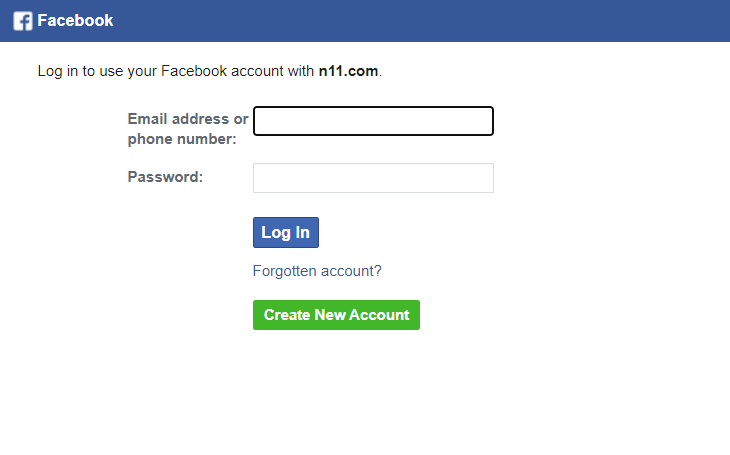 Facebook
Log in to use your Facebook account with n11.com.
Email address or
phone number:
Password:
Log In
Forgotten account?
Create New Account